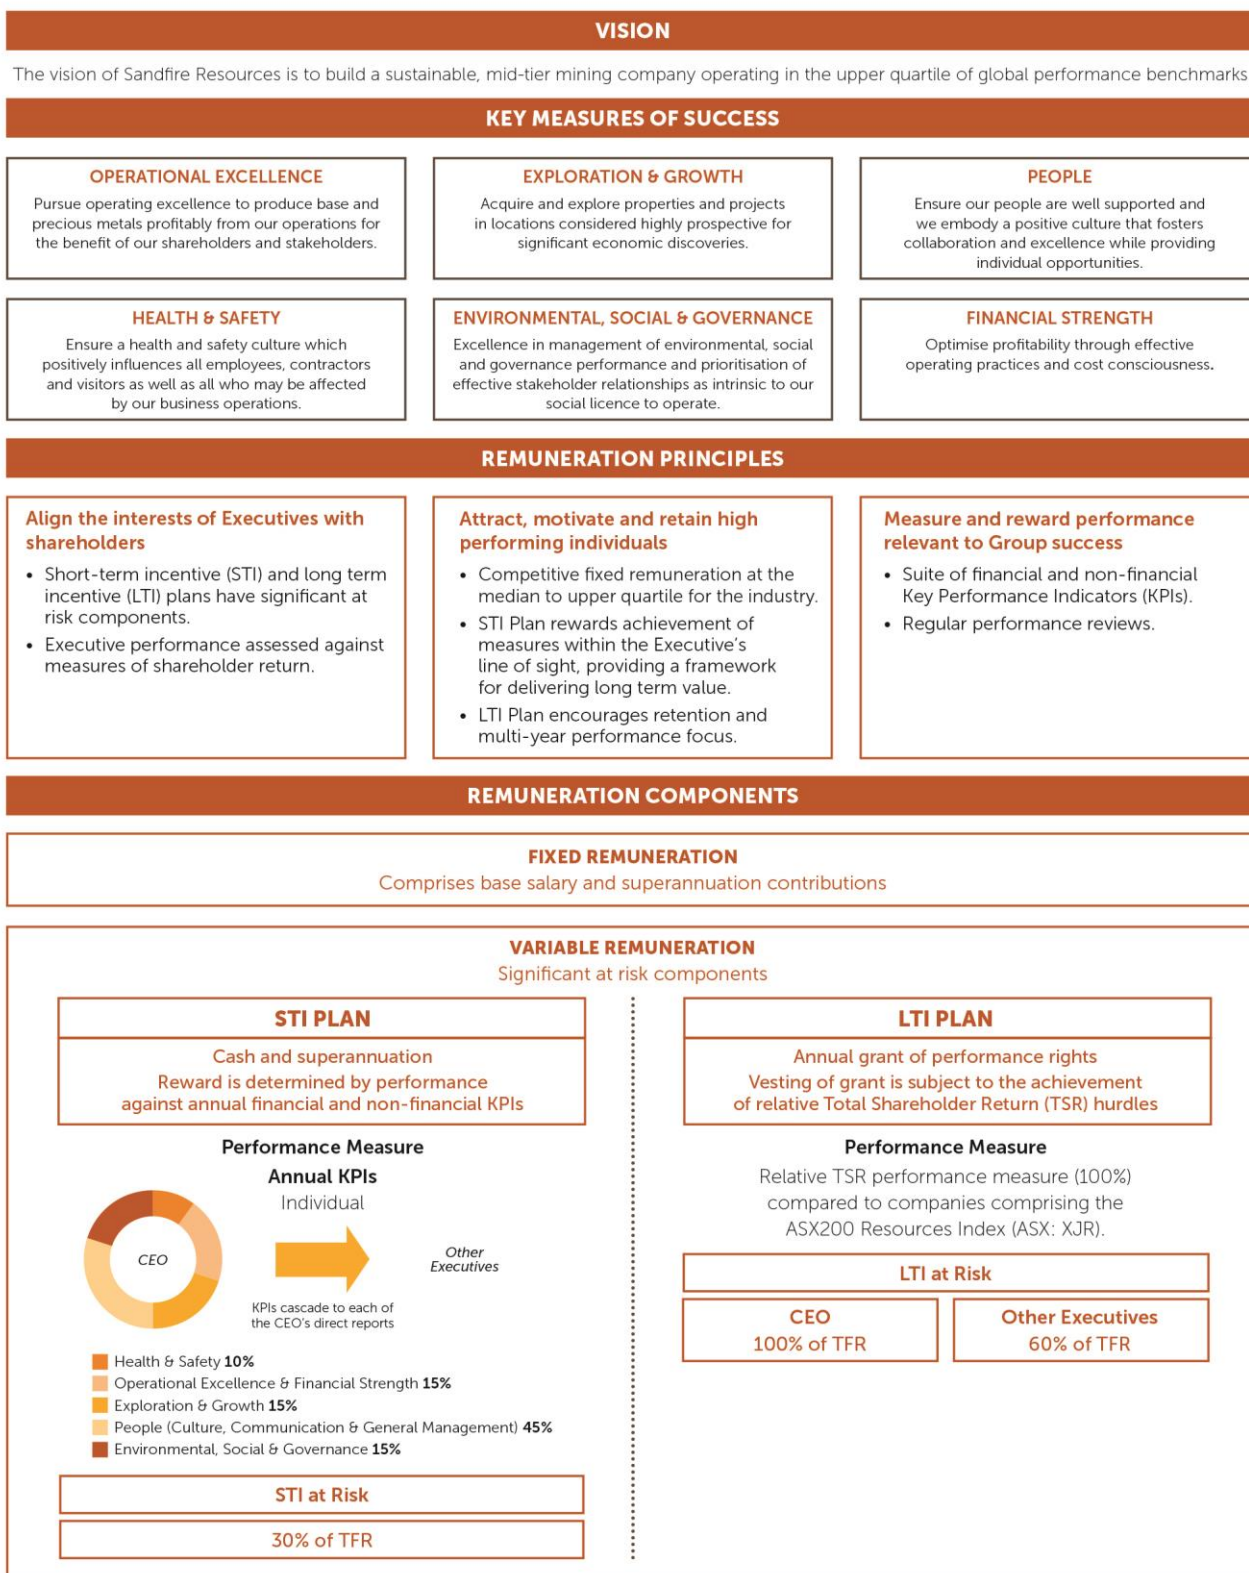 VISION
The vision of Sandfire Resources is to build a sustainable, mid-tier mining company operating in the upper quartile of global performance benchmarks
KEY MEASURES OF SUCCESS
OPERATIONAL EXCELLENCE
Pursue operating excellence to produce base and
precious metals profitably from our operations for
the benefit of our shareholders and stakeholders.
EXPLORATION & GROWTH
Acquire and explore properties and projects
in locations considered highly prospective for
significant economic discoveries.
PEOPLE
Ensure our people are well supported and
we embody a positive culture that fosters
collaboration and excellence while providing
individual opportunities.
HEALTH & SAFETY
Ensure a health and safety culture which
positively influences all employees, contractors
and visitors as well as all who may be affected
by our business operations.
ENVIRONMENTAL, SOCIAL & GOVERNANCE
Excellence in management of environmental, social
and governance performance and prioritisation of
effective stakeholder relationships as intrinsic to our
social licence to operate.
FINANCIAL STRENGTH
Optimise profitability through effective
operating practices and cost consciousness.
REMUNERATION PRINCIPLES
Align the interests of Executives with
shareholders
• Short-term incentive (STI) and long term
incentive (LTI) plans have significant at
risk components.
• Executive performance assessed against
measures of shareholder return.
Attract, motivate and retain high
performing individuals
• Competitive fixed remuneration at the
median to upper quartile for the industry.
• STI Plan rewards achievement of
measures within the Executive's
line of sight, providing a framework
for delivering long term value.
• LTI Plan encourages retention and
multi-year performance focus.
Measure and reward performance
relevant to Group success
• Suite of financial and non-financial
Key Performance Indicators (KPIs).
• Regular performance reviews.
REMUNERATION COMPONENTS
FIXED REMUNERATION
Comprises base salary and superannuation contributions
VARIABLE REMUNERATION
Significant at risk components
STI PLAN
Cash and superannuation
Reward is determined by performance
against annual financial and non-financial KPIs
Performance Measure
Annual KPIs
Individual
CEO
Other
Executives
KPIs cascade to each of
the CEO's direct reports
Health & Safety 10%
Operational Excellence & Financial Strength 15%
Exploration & Growth 15%
People (Culture, Communication & General Management) 45%
Environmental, Social & Governance 15%
STI at Risk
30% of TFR
LTI PLAN
Annual grant of performance rights
Vesting of grant is subject to the achievement
of relative Total Shareholder Return (TSR) hurdles
Performance Measure
Relative TSR performance measure (100%)
compared to companies comprising the
ASX200 Resources Index (ASX: XJR).
LTI at Risk
CEO
100% of TFR
Other Executives
60% of TFR